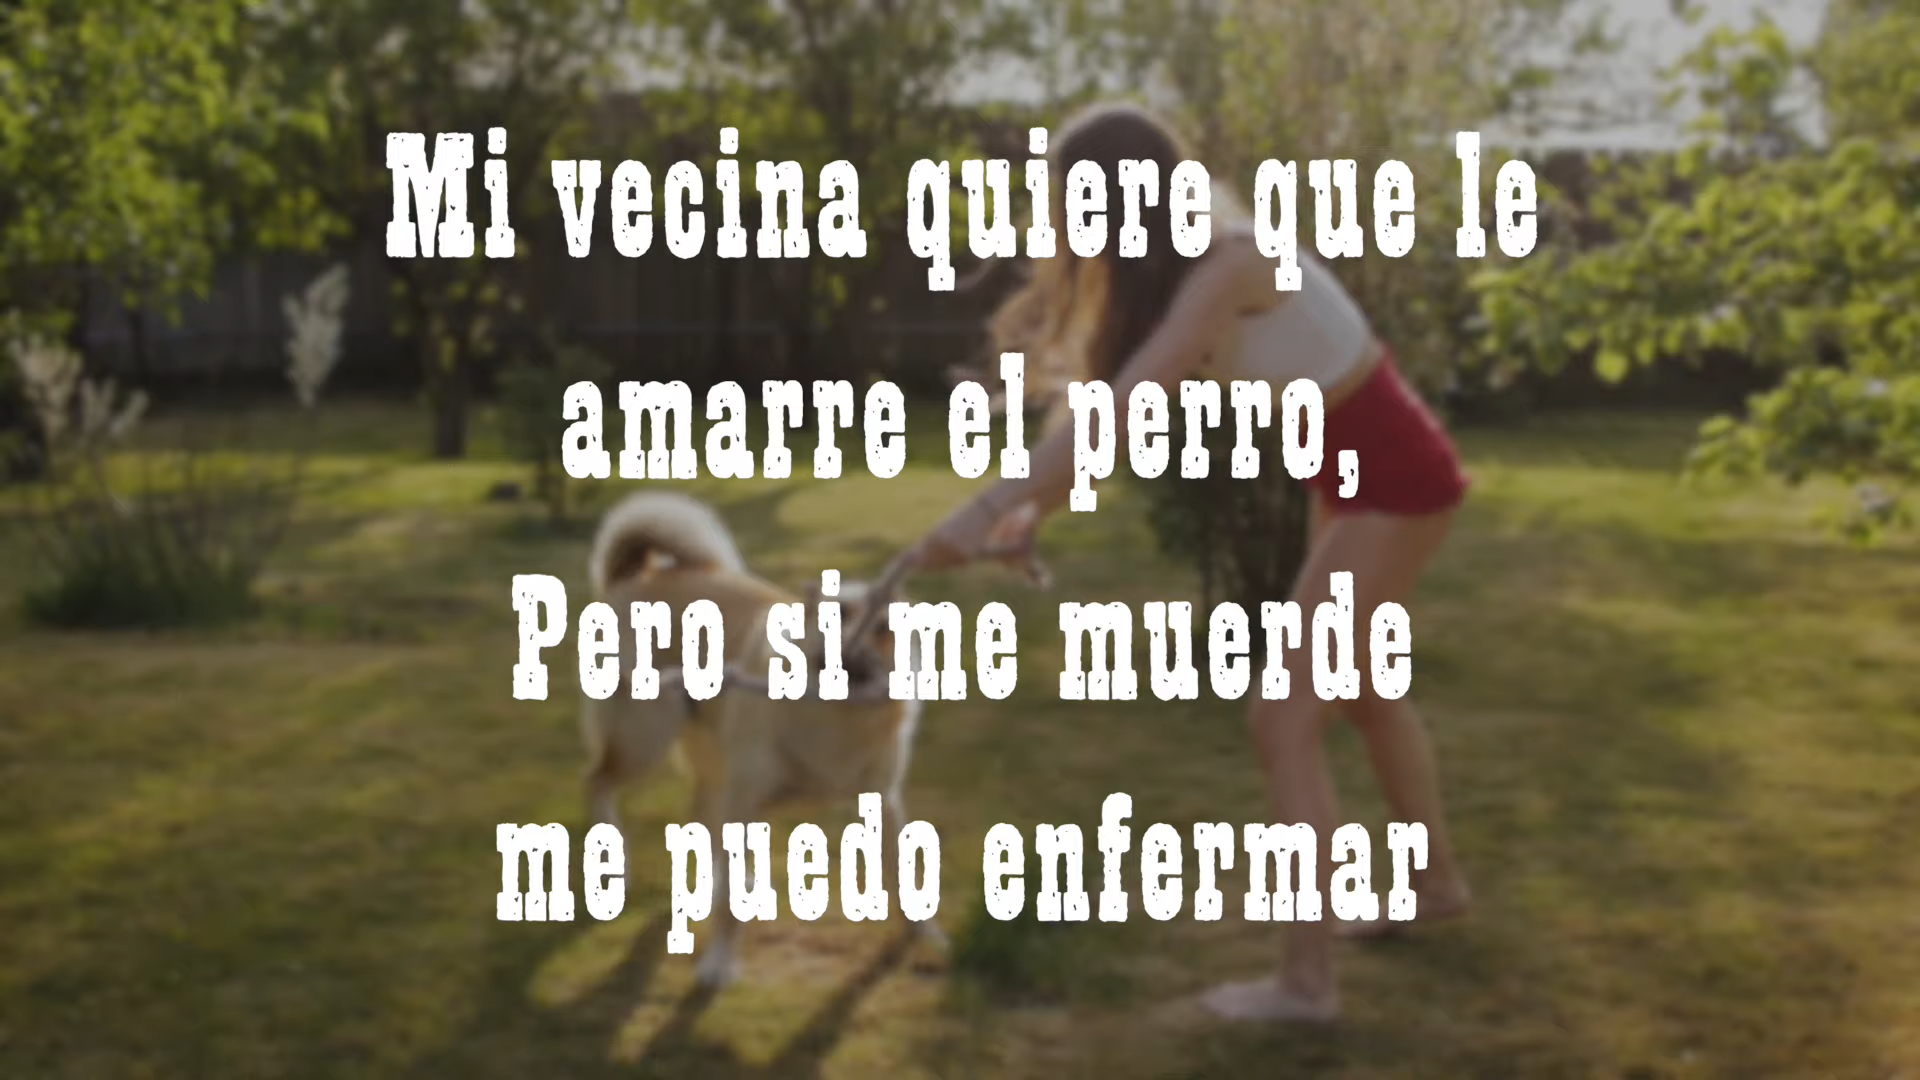 Mi vecina quiere que le
amarre el perro,
Pero si me muerde
me puedo enfermar